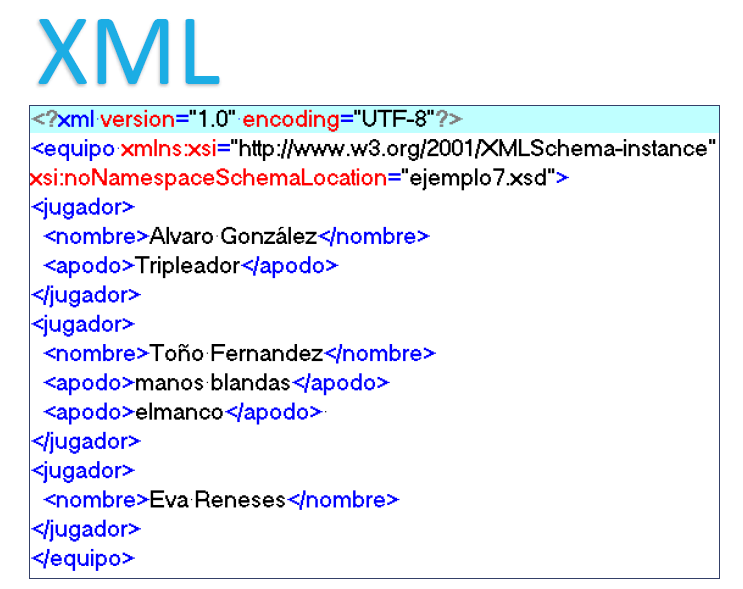 XML
<?xml version="1.0" encoding="UTF-8"?>
<equipo xmlns:xsi="http://www.w3.org/2001/XMLSchema-instance"
xsi:noNamespaceSchemaLocation="ejemplo7.xsd">
<jugador>
  <nombre>Alvaro González</nombre>
  <apodo>Tripleador</apodo>
</jugador>
<jugador>
  <nombre>Toño Fernandez</nombre>
  <apodo>manos blandas</apodo>
  <apodo>elmanco</apodo>
</jugador>
<jugador>
  <nombre>Eva Reneses</nombre>
</jugador>
</equipo>